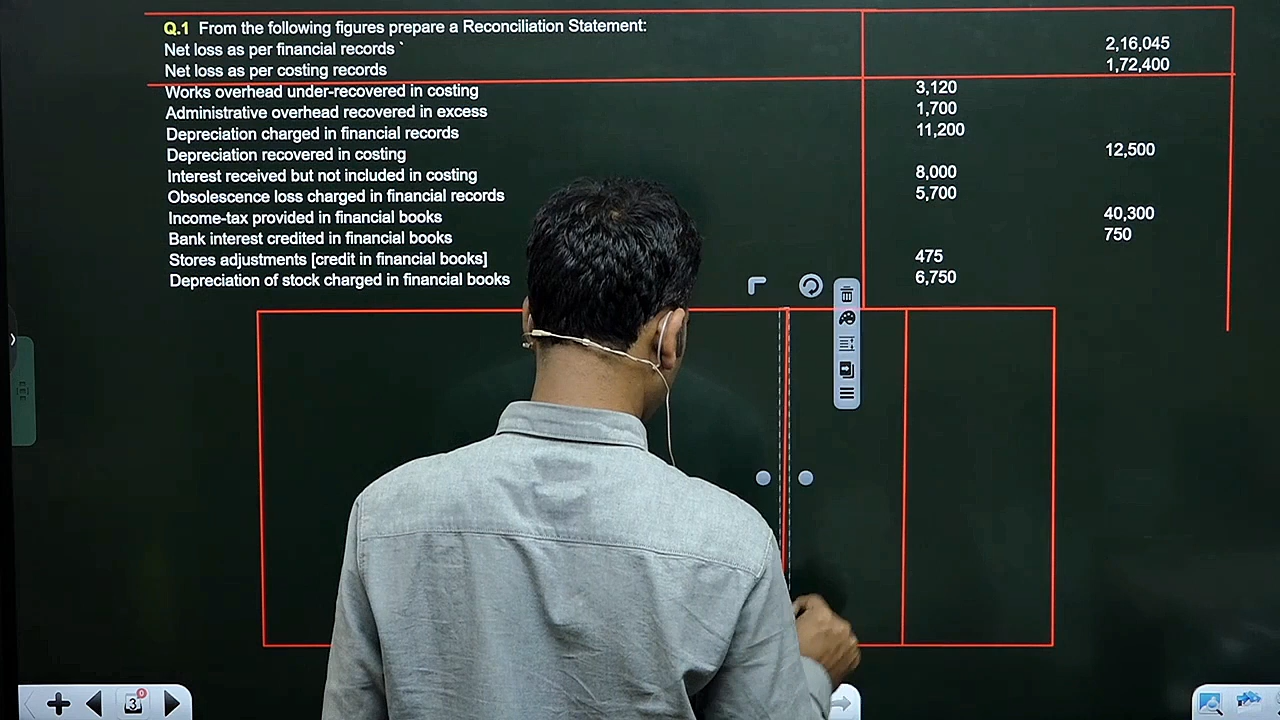 Q.1 From the following figures prepare a Reconciliation Statement:
Net loss as per financial records ` 2,16,045
Net loss as per costing records 1,72,400
Works overhead under-recovered in costing 3,120
Administrative overhead recovered in excess 1,700
Depreciation charged in financial records 11,200
Depreciation recovered in costing 12,500
Interest received but not included in costing 8,000
Obsolescence loss charged in financial records 5,700
Income-tax provided in financial books 40,300
Bank interest credited in financial books 750
Stores adjustments [credit in financial books] 475
Depreciation of stock charged in financial books 6,750
3
0